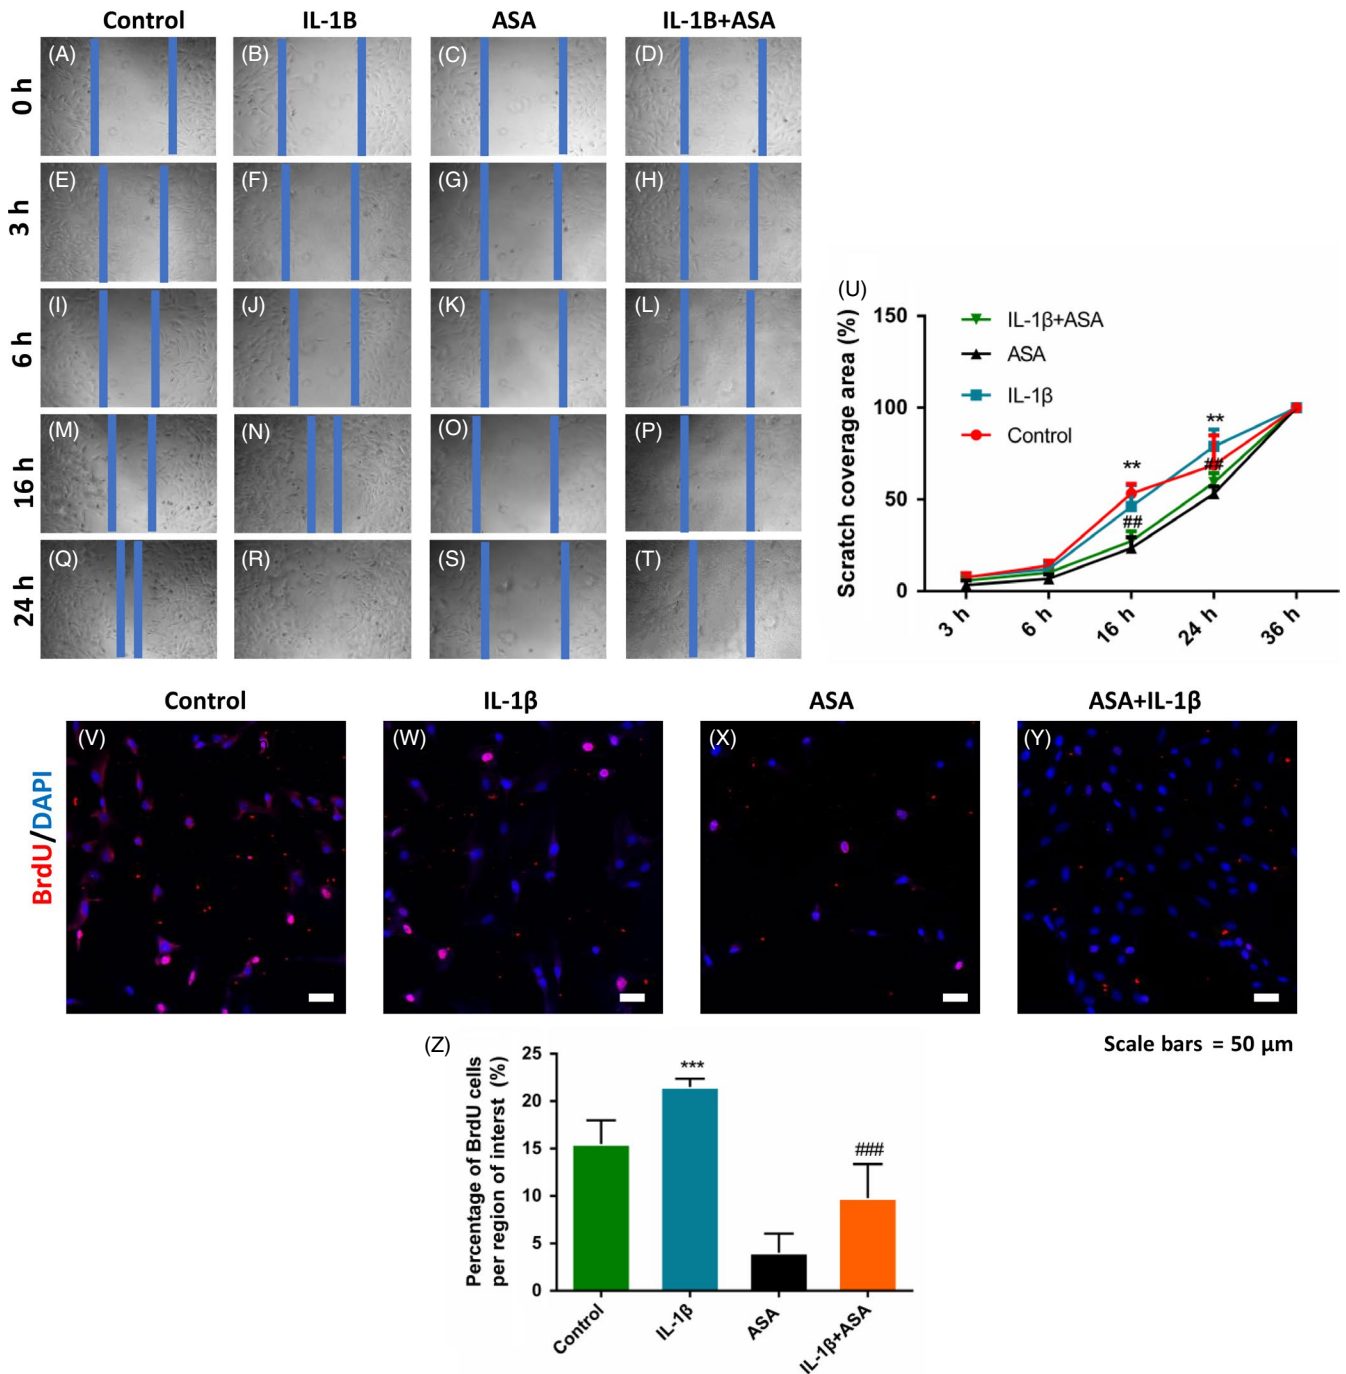 Control IL-1B ASA IL-1B+ASA
0 h
(A) (B) (C) (D)
3 h
(E) (F) (G) (H)
6 h
(I) (J) (K) (L)
16 h
(M) (N) (O) (P)
24 h
(Q) (R) (S) (T)
(U)
Scratch coverage area (%)
150
100
50
0
IL-1β+ASA
ASA
IL-1β
Control
**
##
**
##
3 h 6 h 16 h 24 h 36 h
Control IL-1β ASA ASA+IL-1β
BrdU/DAPI
(V) (W) (X) (Y)
Scale bars = 50 µm
(Z)
Percentage of BrdU cells
per region of interst (%)
25
20
15
10
5
0
***
###
Control IL-1β ASA IL-1β+ASA